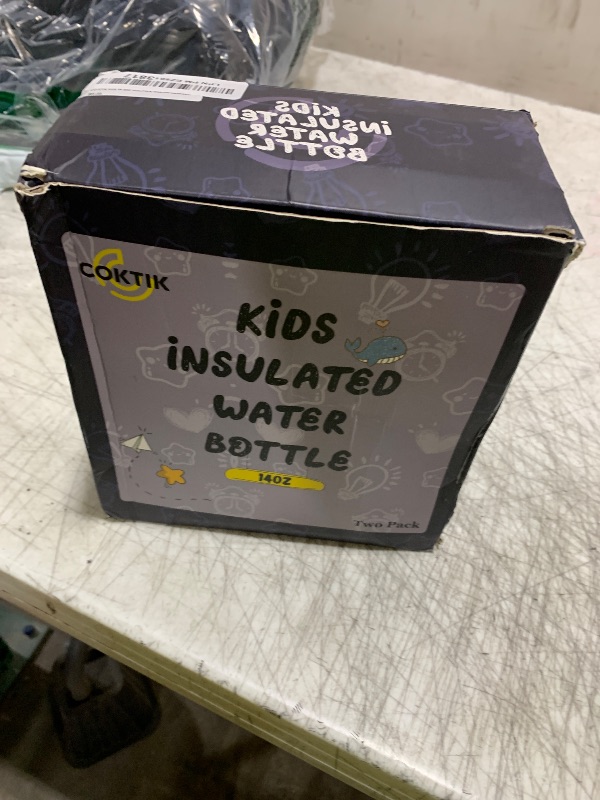 KiDS
iNSULATED
WATER
BOTTLE
COKTIK
KiDS
iNSULATED
WATER
BOTTLE
14OZ
Two Pack